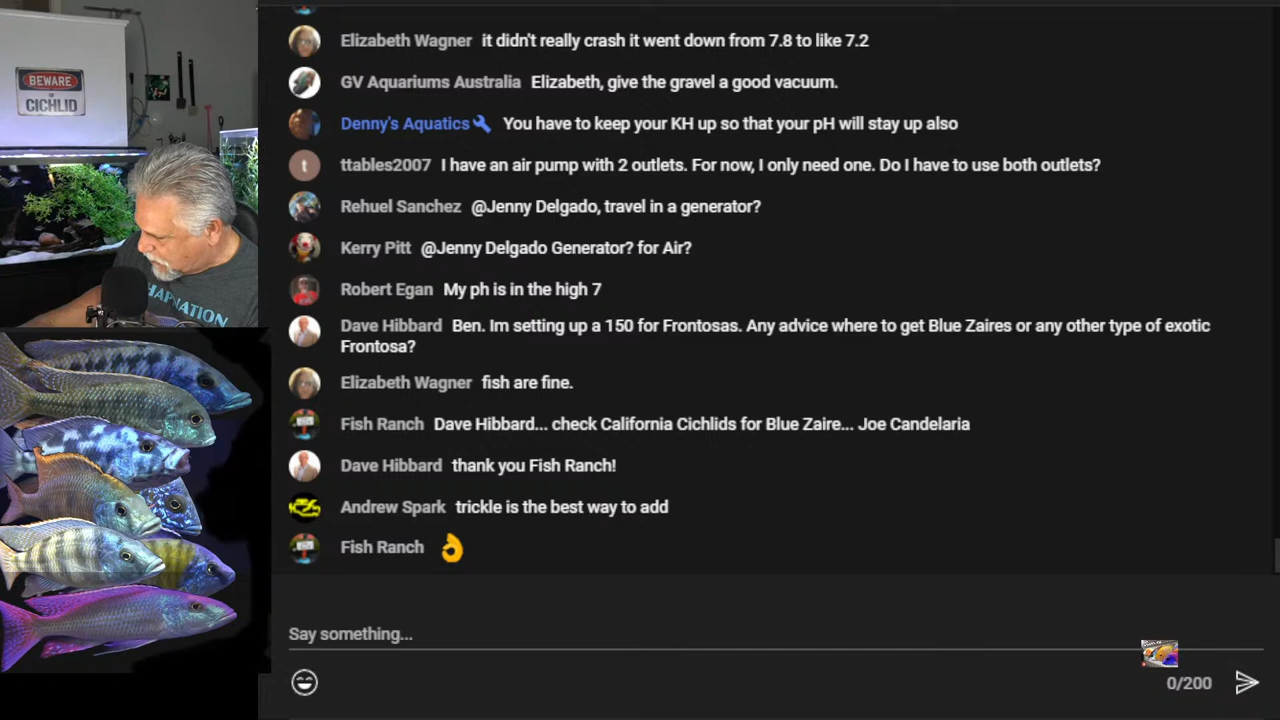 BEWARE
OF
CICHLID
HAPNATION
Elizabeth Wagner it didn't really crash it went down from 7.8 to like 7.2
GV Aquariums Australia Elizabeth, give the gravel a good vacuum.
Denny's Aquatics You have to keep your KH up so that your pH will stay up also
t ttables2007 I have an air pump with 2 outlets. For now, I only need one. Do I have to use both outlets?
Rehuel Sanchez @Jenny Delgado, travel in a generator?
Kerry Pitt @Jenny Delgado Generator? for Air?
Robert Egan My ph is in the high 7
Dave Hibbard Ben. Im setting up a 150 for Frontosas. Any advice where to get Blue Zaires or any other type of exotic
Frontosa?
Elizabeth Wagner fish are fine.
Fish Ranch Dave Hibbard... check California Cichlids for Blue Zaire... Joe Candelaria
Dave Hibbard thank you Fish Ranch!
Andrew Spark trickle is the best way to add
Fish Ranch 👌
Say something...
0/200